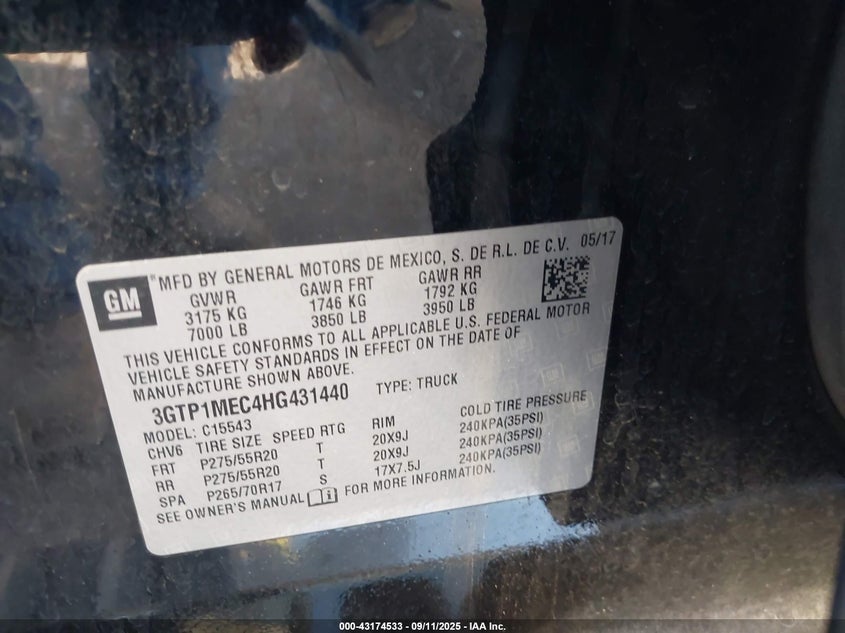 GM
*MFD BY GENERAL MOTORS DE MEXICO, S. DE R.L. DE C.V. 05/17
GVWR GAWR FRT GAWR RR
3175 KG 1746 KG 1792 KG
7000 LB 3850 LB 3950 LB
THIS VEHICLE CONFORMS TO ALL APPLICABLE U.S. FEDERAL MOTOR
VEHICLE SAFETY STANDARDS IN EFFECT ON THE DATE OF
MANUFACTURE SHOWN ABOVE.
3GTP1MEC4HG431440 TYPE: TRUCK
MODEL: C15543
CHV6 TIRE SIZE SPEED RTG RIM COLD TIRE PRESSURE
FRT P275/55R20 T 20X9J 240KPA(35PSI)
RR P275/55R20 T 20X9J 240KPA(35PSI)
SPA P265/70R17 S 17X7.5J 240KPA(35PSI)
SEE OWNER'S MANUAL FOR MORE INFORMATION.
000-43174533 - 09/11/2025 - IAA Inc.